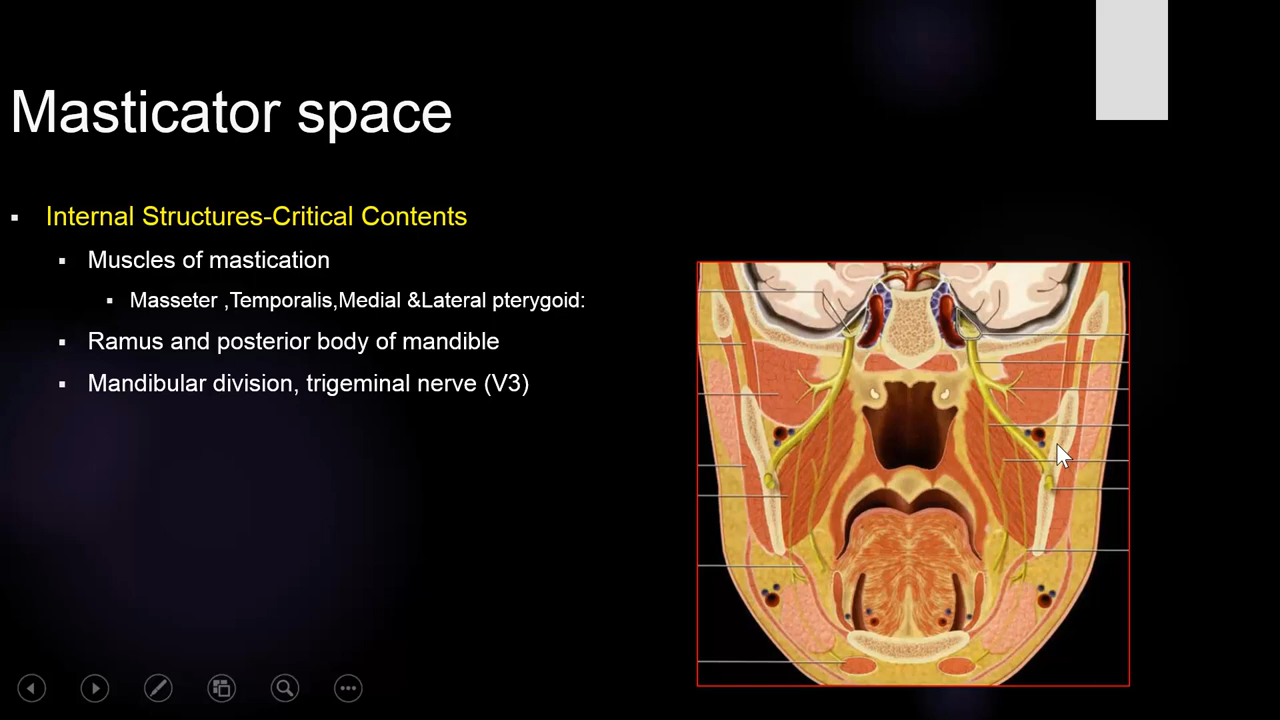 Masticator space
Internal Structures-Critical Contents
Muscles of mastication
Masseter ,Temporalis,Medial &Lateral pterygoid:
Ramus and posterior body of mandible
Mandibular division, trigeminal nerve (V3)